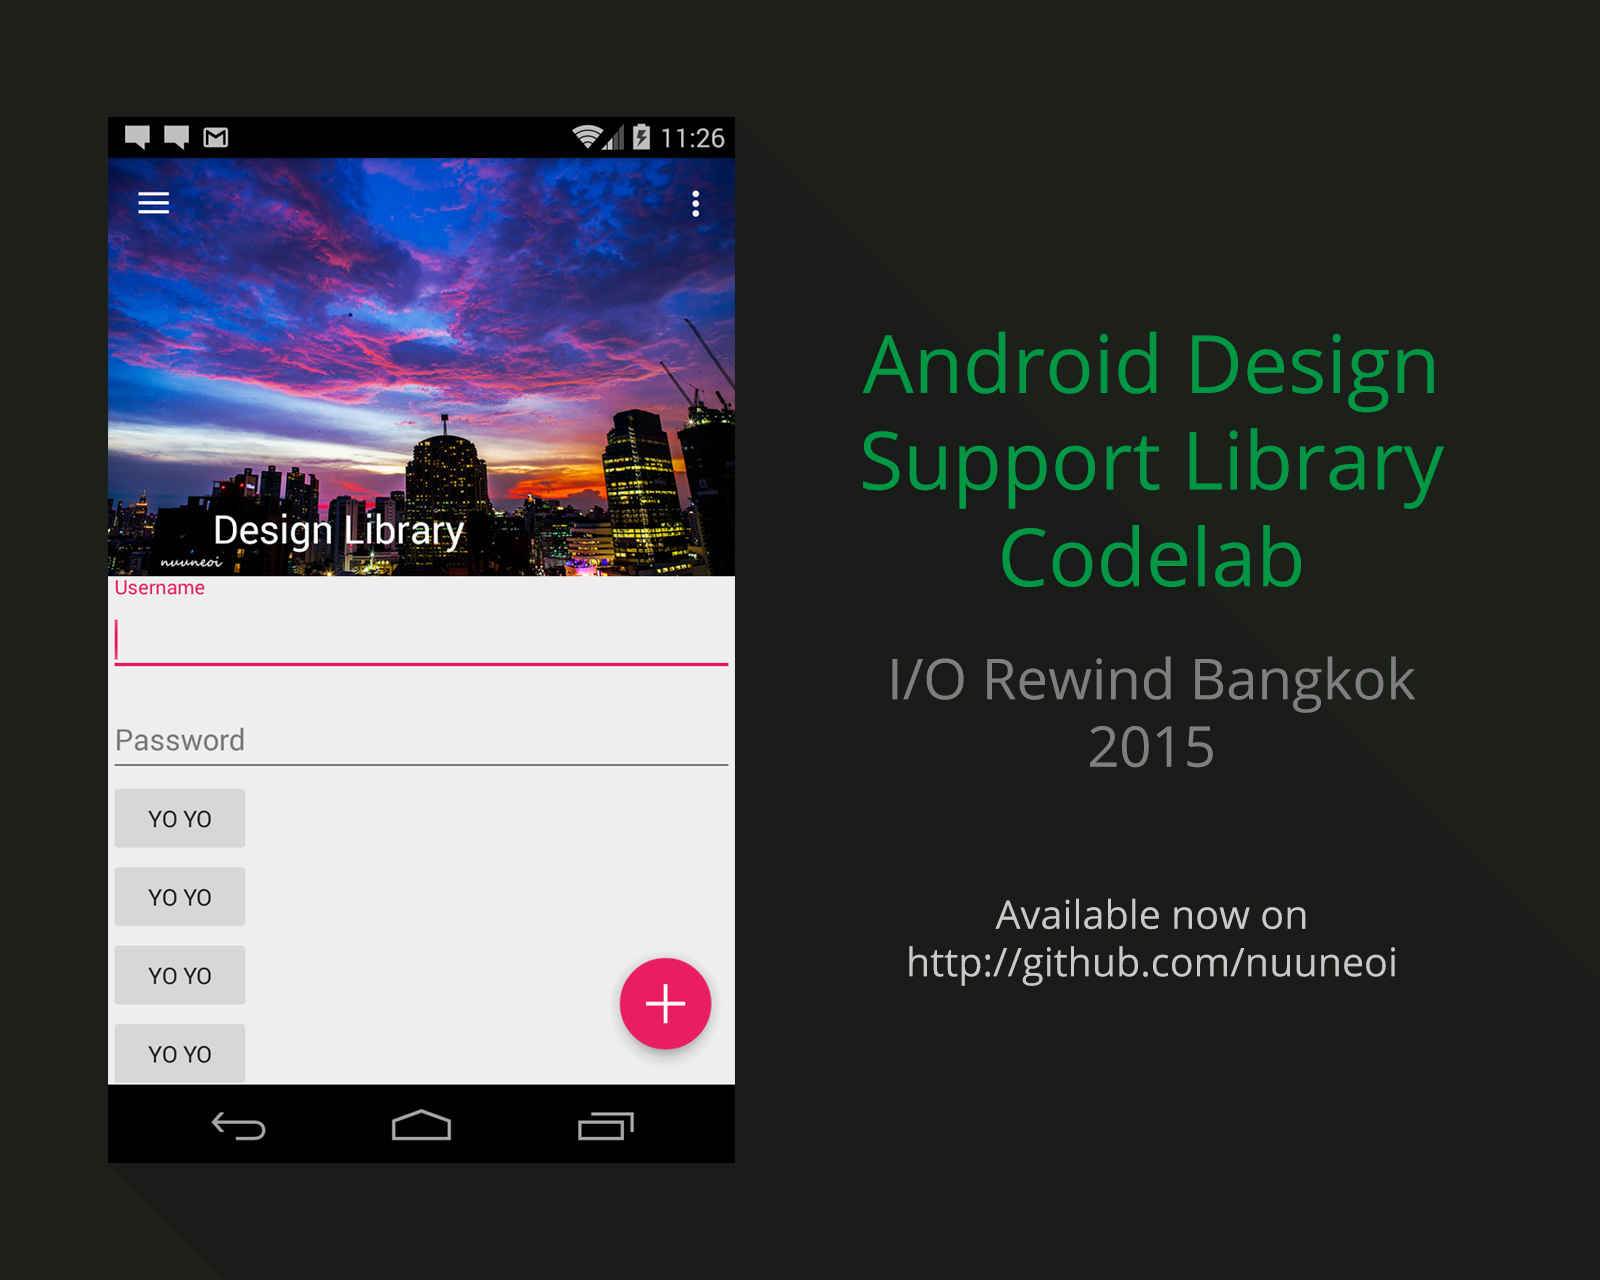 11:26
Design Library
nuuneoi
Username
Password
YO YO
YO YO
YO YO
YO YO
Android Design
Support Library
Codelab
I/O Rewind Bangkok
2015
Available now on
http://github.com/nuuneoi